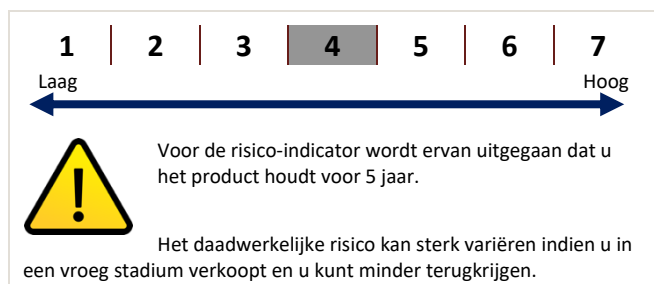 1 2 3 4 5 6 7
Laag Hoog
Voor de risico-indicator wordt ervan uitgegaan dat u
het product houdt voor 5 jaar.
Het daadwerkelijke risico kan sterk variëren indien u in
een vroeg stadium verkoopt en u kunt minder terugkrijgen.